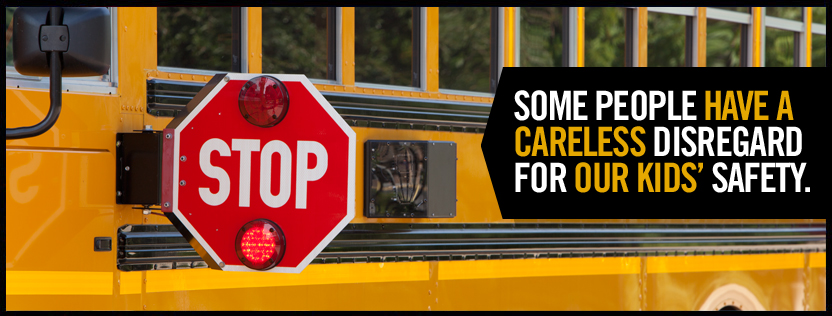 STOP
SOME PEOPLE HAVE A
CARELESS DISREGARD
FOR OUR KIDS’ SAFETY.